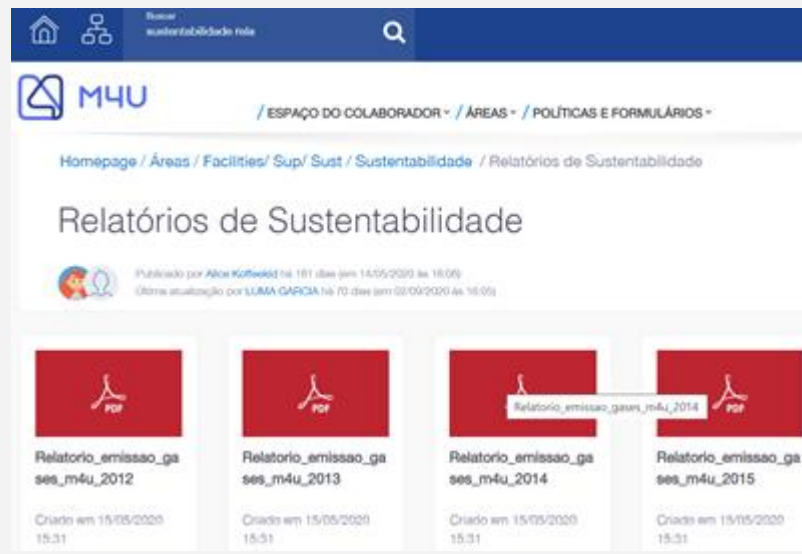 Buscar
sustentabilidade rela
M4U
/ ESPAÇO DO COLABORADOR / ÁREAS / POLÍTICAS E FORMULÁRIOS
Homepage / Áreas / Facilities/ Sup/ Sust / Sustentabilidade / Relatórios de Sustentabilidade
Relatórios de Sustentabilidade
Publicado por Alice há 181 dias (em 14/05/2020 às 16:06)
Última atualização por LUMA GARCIA há 70 dias (em 02/09/2020 às 16:05)
PDF
PDF
Relatorio_emissao_gases_m4u_2014
PDF
Relatorio_emissao_ga
ses_m4u_2012
Relatorio_emissao_ga
ses_m4u_2013
Relatorio_emissao_ga
ses_m4u_2014
Relatorio_emissao_ga
ses_m4u_2015
Criado em 15/05/2020
15:31
Criado em 15/05/2020
15:31
Criado em 15/05/2020
15:31
Criado em 15/05/2020
15:31